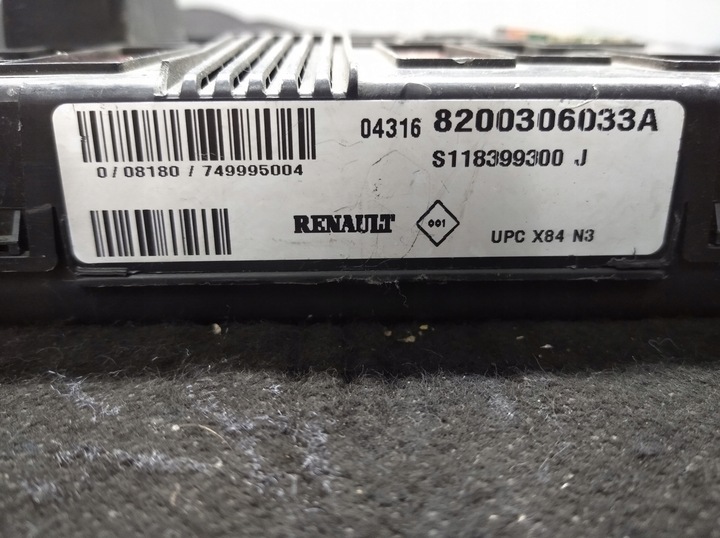 04316 8200306033A
S118399300 J
0/08180/749995004
RENAULT 001 UPC X84 N3